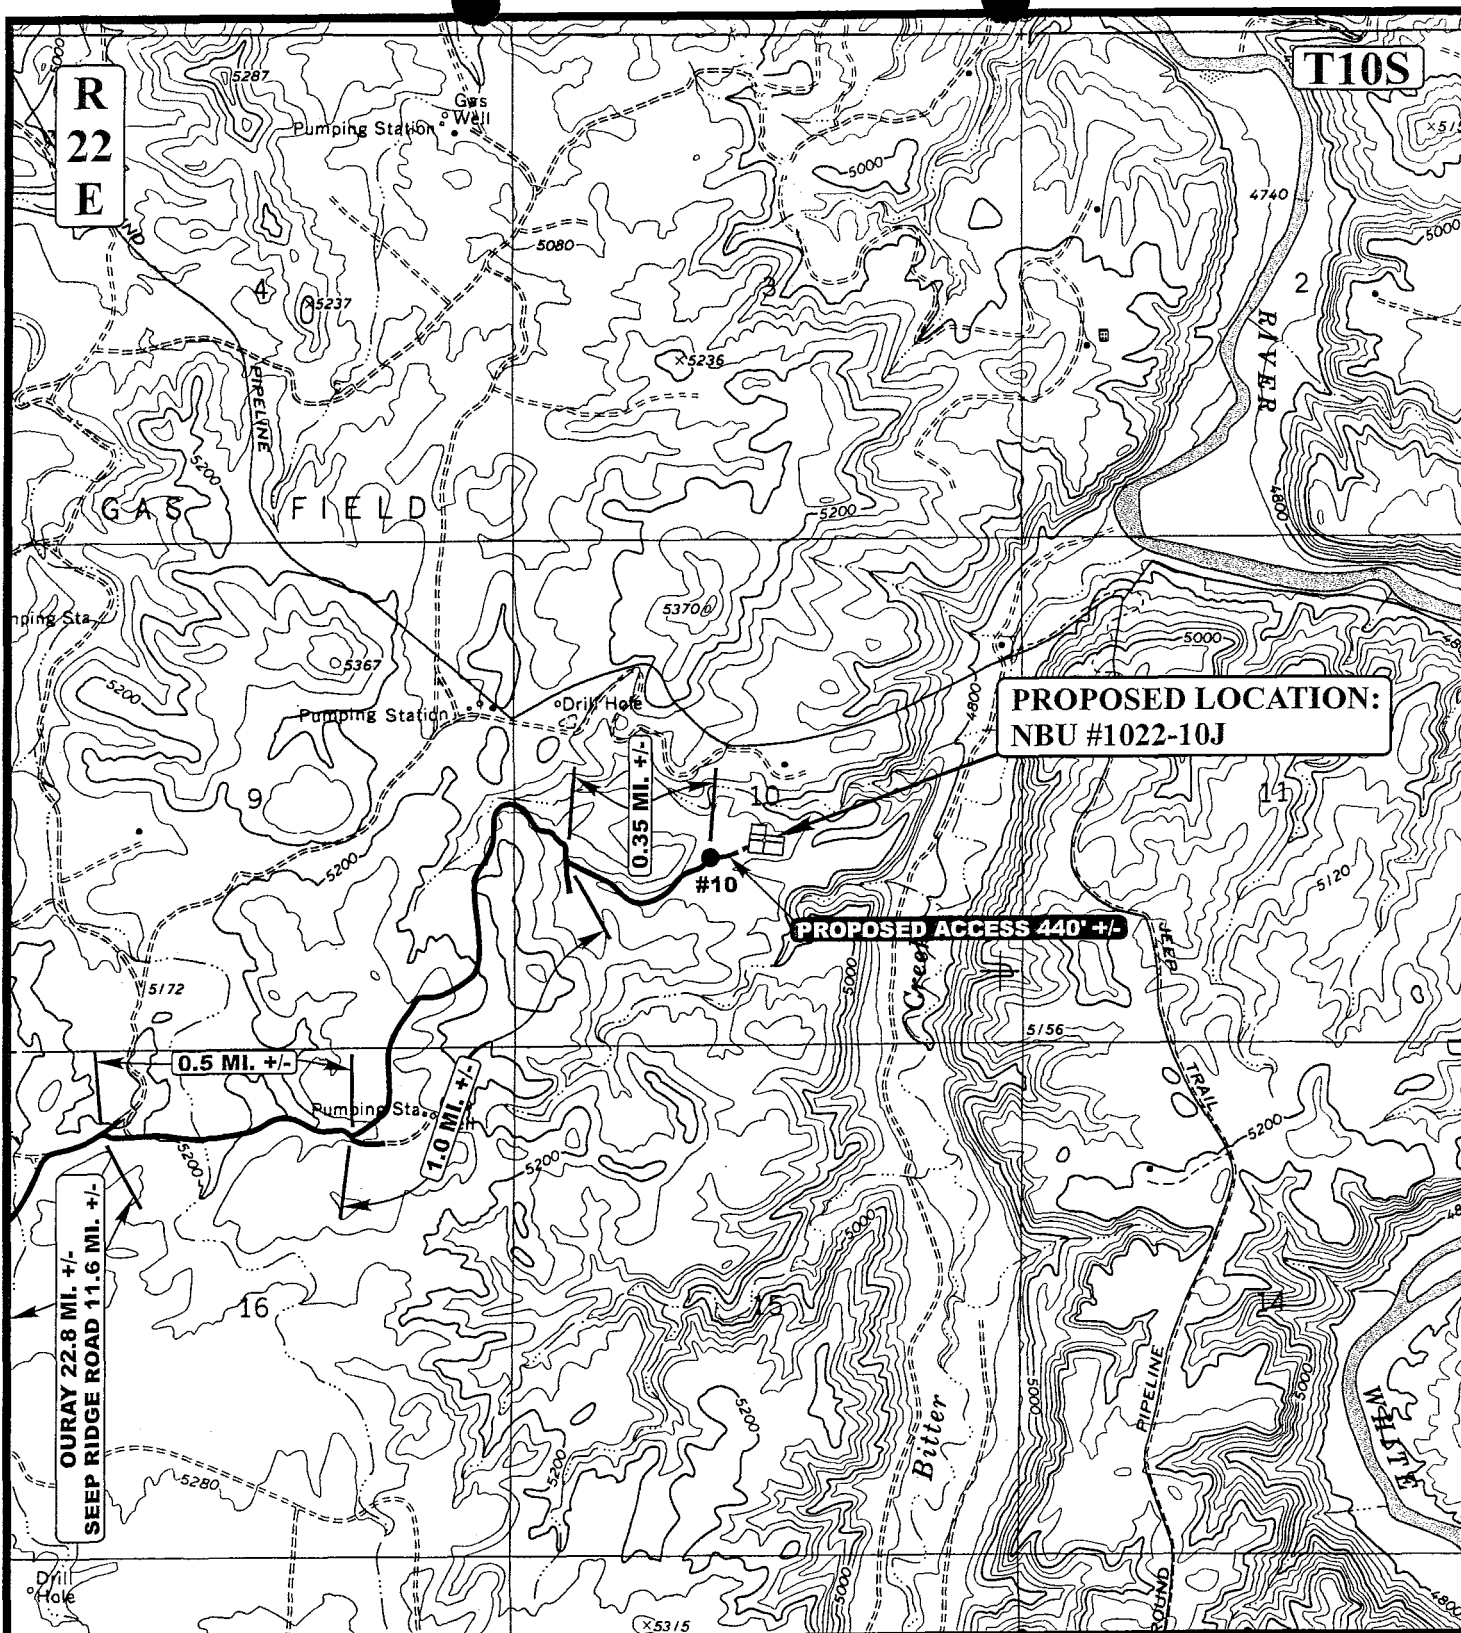 R
22
E
T10S
5000
5287
Gas
Well
Pumping Station
5000
4740
5000
5080
4
5237
3
2
5236
RIVER
PIPELINE
5200
GAS FIELD
5200
4800
5370
5000
5367
5200
4800
Pumping Station
Drill Hole
PROPOSED LOCATION:
NBU #1022-10J
0.35 MI. +/-
9
10
11
5200
#10
5120
PROPOSED ACCESS 440' +/-
JEEP
5172
5000
Creek
5156
0.5 MI. +/-
TRAIL
Pumping Sta.
1.0 MI. +/-
5200
5200
5200
5000
OURAY 22.8 MI. +/-
SEEP RIDGE ROAD 11.6 MI. +/-
16
15
14
PIPELINE
5000
5000
WHITE
5200
Bitter
5200
5280
Drill
Hole
5000
4800
5315